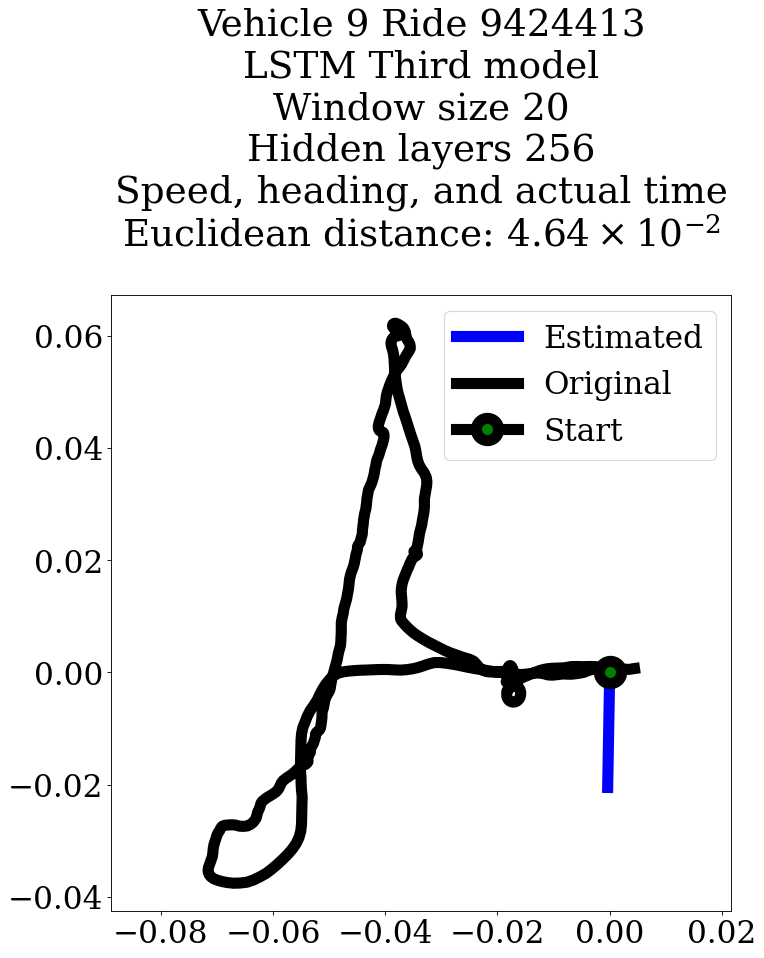 Vehicle 9 Ride 9424413
LSTM Third model
Window size 20
Hidden layers 256
Speed, heading, and actual time
Euclidean distance: 4.64 × 10⁻²
Estimated
Original
Start
0.06
0.04
0.02
0.00
−0.02
−0.04
−0.08 −0.06 −0.04 −0.02 0.00 0.02